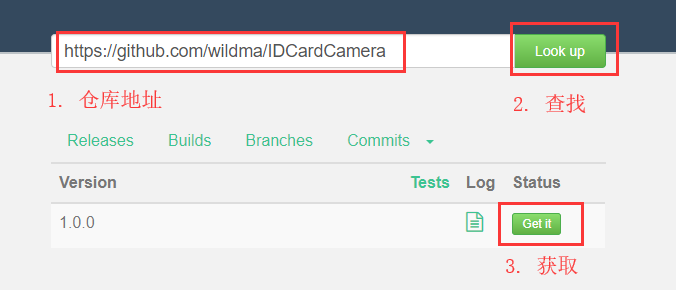 https://github.com/wildma/IDCardCamera Look up
1. 仓库地址 2. 查找
Releases Builds Branches Commits
Version Tests Log Status
1.0.0 Get it
3. 获取